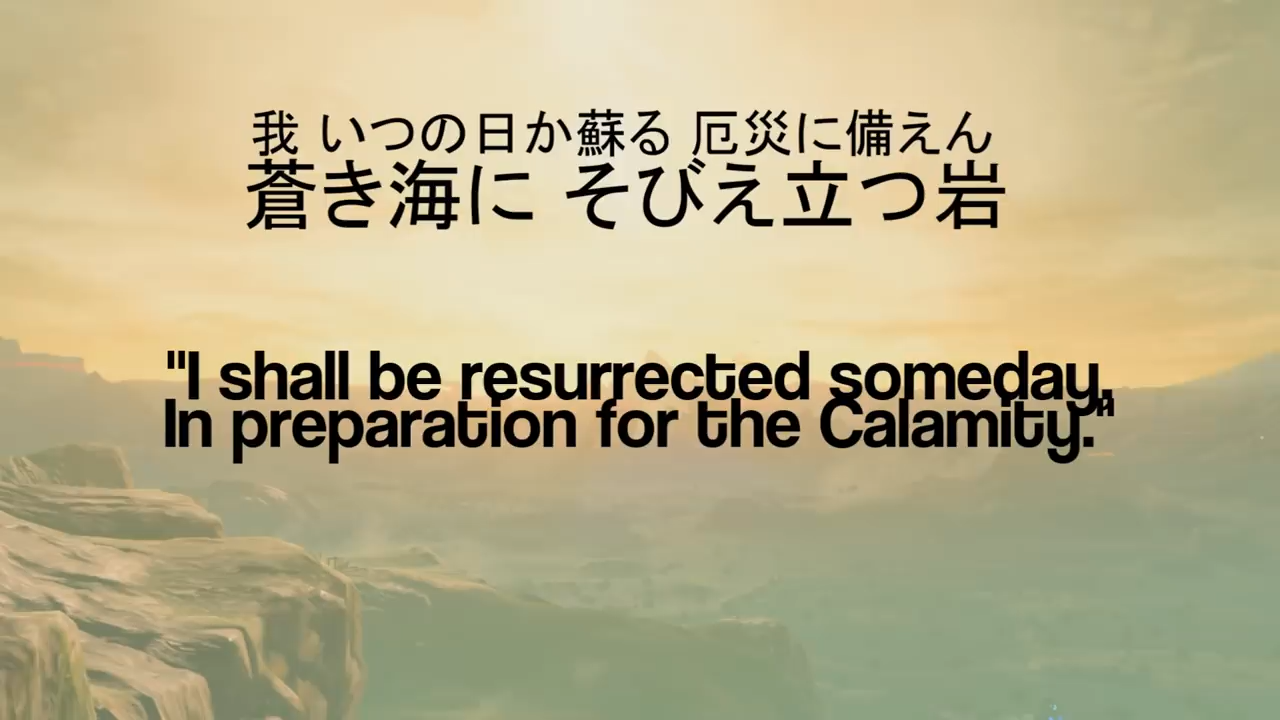 我 いつの日か蘇る 厄災に備えん
蒼き海に そびえ立つ岩
"I shall be resurrected someday,
In preparation for the Calamity."